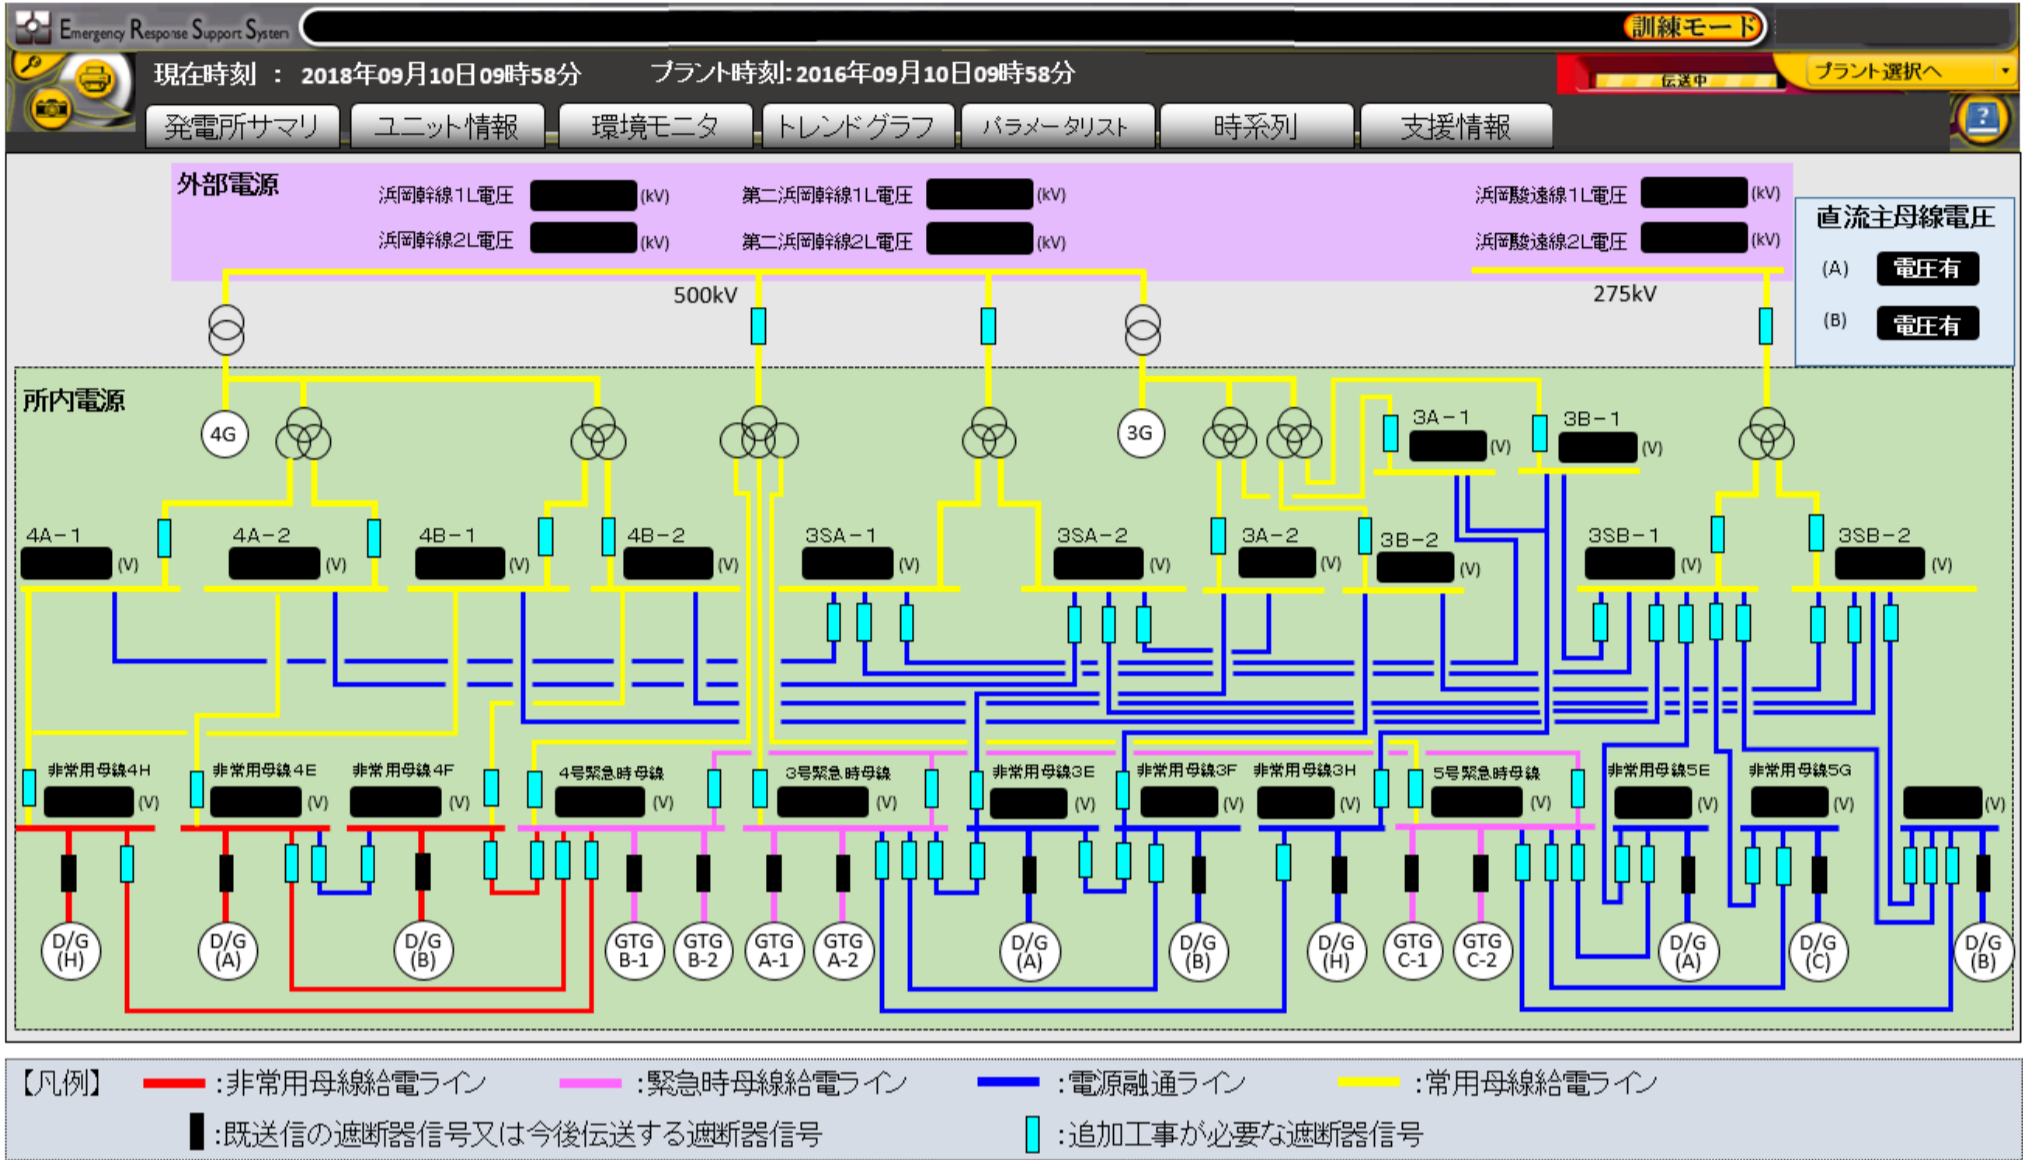 Emergency Response Support System
訓練モード
現在時刻 : 2018年09月10日09時58分
プラント時刻:2016年09月10日09時58分
伝送中
プラント選択へ
発電所サマリ
ユニット情報
環境モニタ
トレンドグラフ
パラメータリスト
時系列
支援情報
?
外部電源
浜岡幹線1L電圧 (kV)
第二浜岡幹線1L電圧 (kV)
浜岡駿遠線1L電圧 (kV)
浜岡幹線2L電圧 (kV)
第二浜岡幹線2L電圧 (kV)
浜岡駿遠線2L電圧 (kV)
直流主母線電圧
(A) 電圧有
(B) 電圧有
500kV
275kV
所内電源
4G
3G
3A-1
(V)
3B-1
(V)
4A-1
(V)
4A-2
(V)
4B-1
(V)
4B-2
(V)
3SA-1
(V)
3SA-2
(V)
3A-2
(V)
3B-2
(V)
3SB-1
(V)
3SB-2
(V)
非常用母線4H
(V)
非常用母線4E
(V)
非常用母線4F
(V)
4号緊急時母線
(V)
3号緊急時母線
(V)
非常用母線3E
(V)
非常用母線3F
(V)
非常用母線3H
(V)
5号緊急時母線
(V)
非常用母線5E
(V)
非常用母線5G
(V)
(V)
D/G
(H)
D/G
(A)
D/G
(B)
GTG
B-1
GTG
B-2
GTG
A-1
GTG
A-2
D/G
(A)
D/G
(B)
D/G
(H)
GTG
C-1
GTG
C-2
D/G
(A)
D/G
(C)
D/G
(B)
【凡例】 :非常用母線給電ライン :緊急時母線給電ライン :電源融通ライン :常用母線給電ライン
:既送信の遮断器信号又は今後伝送する遮断器信号 :追加工事が必要な遮断器信号